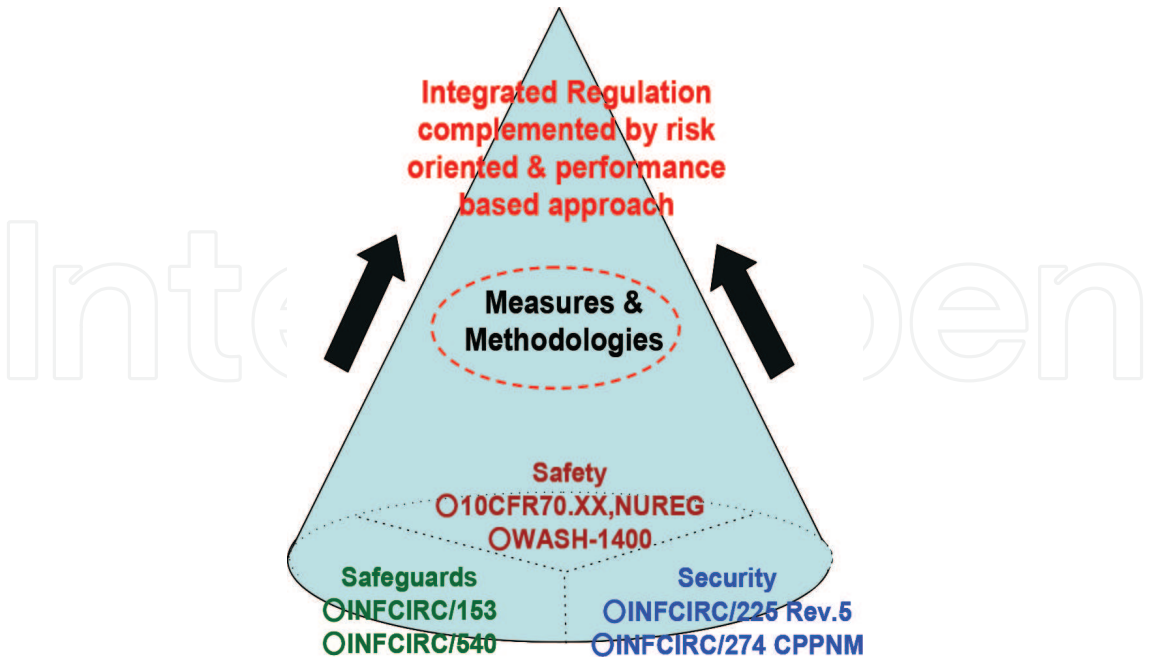 Integrated Regulation
complemented by risk
oriented & performance
based approach
Measures &
Methodologies
Safety
○10CFR70.XX,NUREG
○WASH-1400
Safeguards
○INFCIRC/153
○INFCIRC/540
Security
○INFCIRC/225 Rev.5
○INFCIRC/274 CPPNM